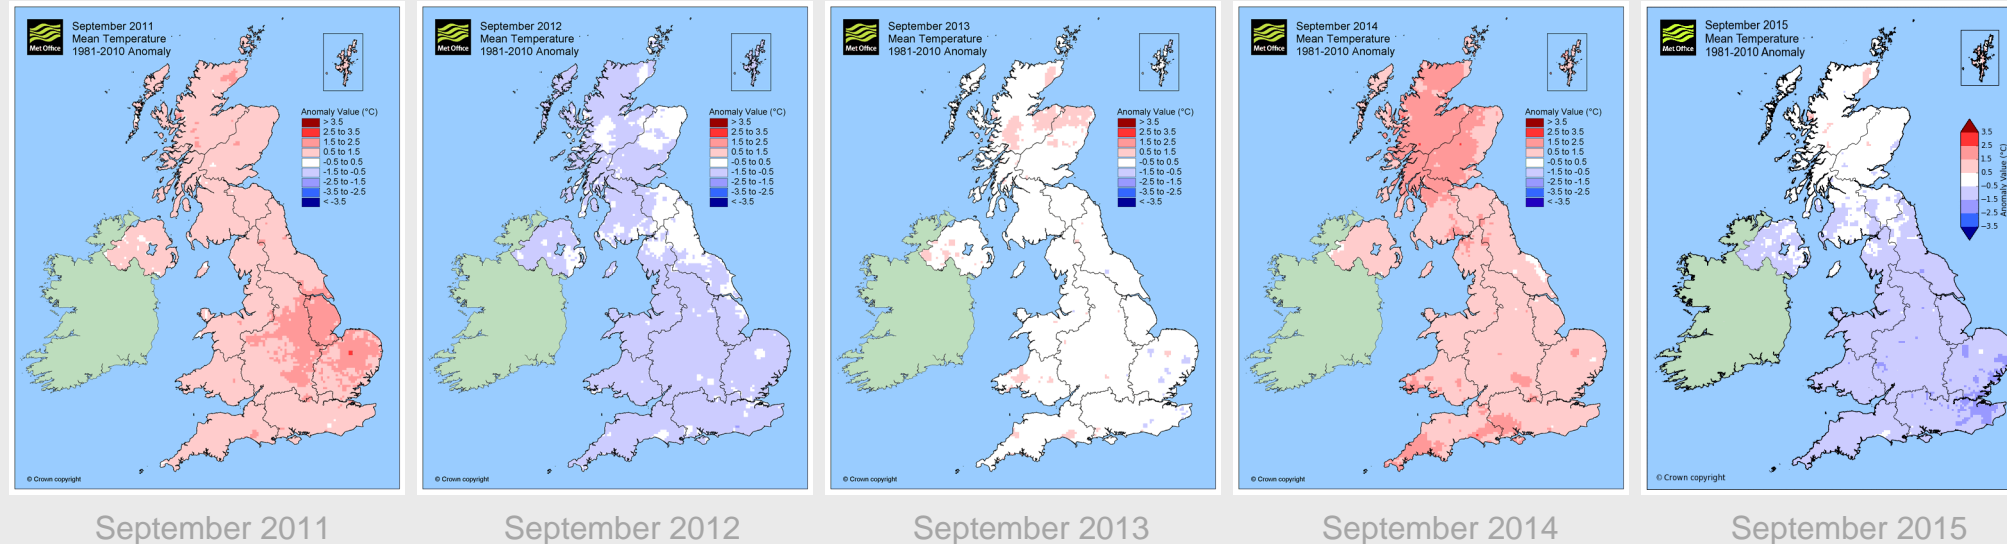 Met Office
September 2011
Mean Temperature
1981-2010 Anomaly
Anomaly Value (°C)
> 3.5
2.5 to 3.5
1.5 to 2.5
0.5 to 1.5
-0.5 to 0.5
-1.5 to -0.5
-2.5 to -1.5
-3.5 to -2.5
< -3.5
© Crown copyright
September 2011
Met Office
September 2012
Mean Temperature
1981-2010 Anomaly
Anomaly Value (°C)
> 3.5
2.5 to 3.5
1.5 to 2.5
0.5 to 1.5
-0.5 to 0.5
-1.5 to -0.5
-2.5 to -1.5
-3.5 to -2.5
< -3.5
© Crown copyright
September 2012
Met Office
September 2013
Mean Temperature
1981-2010 Anomaly
Anomaly Value (°C)
> 3.5
2.5 to 3.5
1.5 to 2.5
0.5 to 1.5
-0.5 to 0.5
-1.5 to -0.5
-2.5 to -1.5
-3.5 to -2.5
< -3.5
© Crown copyright
September 2013
Met Office
September 2014
Mean Temperature
1981-2010 Anomaly
Anomaly Value (°C)
> 3.5
2.5 to 3.5
1.5 to 2.5
0.5 to 1.5
-0.5 to 0.5
-1.5 to -0.5
-2.5 to -1.5
-3.5 to -2.5
< -3.5
© Crown copyright
September 2014
Met Office
September 2015
Mean Temperature
1981-2010 Anomaly
3.5
2.5
1.5
0.5
−0.5
−1.5
−2.5
−3.5
Anomaly Value (°C)
© Crown copyright
September 2015